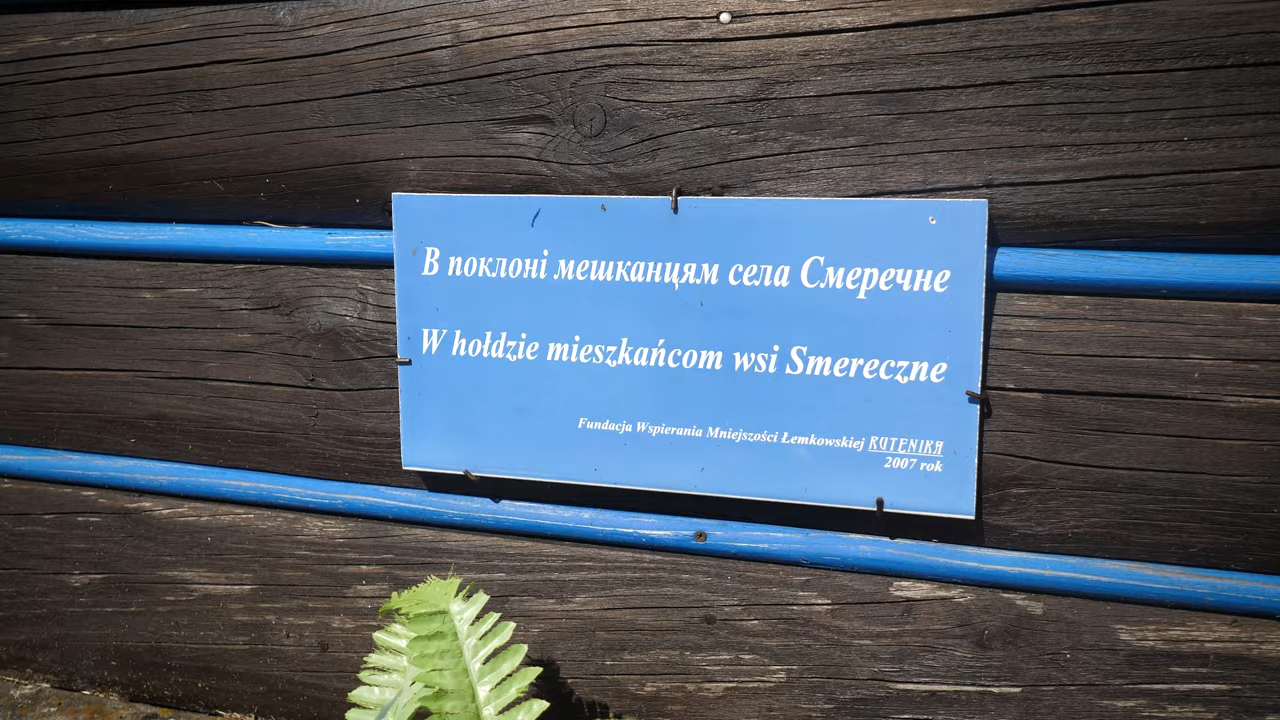 В поклоні мешканцям села Смеречне
W hołdzie mieszkańcom wsi Smereczne
Fundacja Wspierania Mniejszości Łemkowskiej RUTENIKA
2007 rok